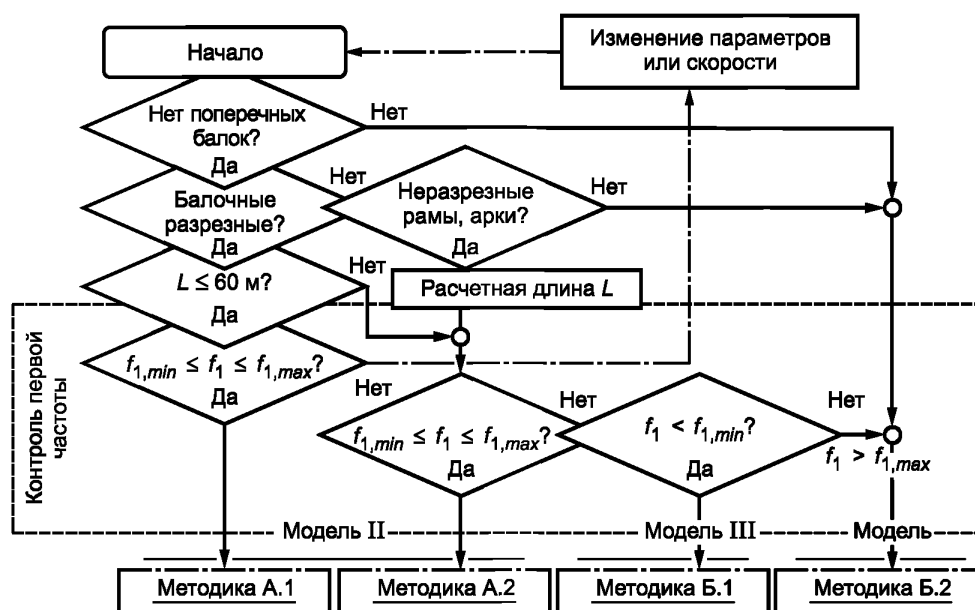 Начало
Изменение параметров
или скорости
Нет поперечных
балок?
Да
Нет
Балочные
разрезные?
Да
Нет
Неразрезные
рамы, арки?
Да
Нет
L ≤ 60 м?
Да
Нет
Расчетная длина L
Контроль первой
частоты
f1,min ≤ f1 ≤ f1,max?
Да
Нет
f1,min ≤ f1 ≤ f1,max?
Да
Нет
f1 < f1,min?
Да
Нет
f1 > f1,max
Модель II
Модель III
Модель
Методика А.1
Методика А.2
Методика Б.1
Методика Б.2